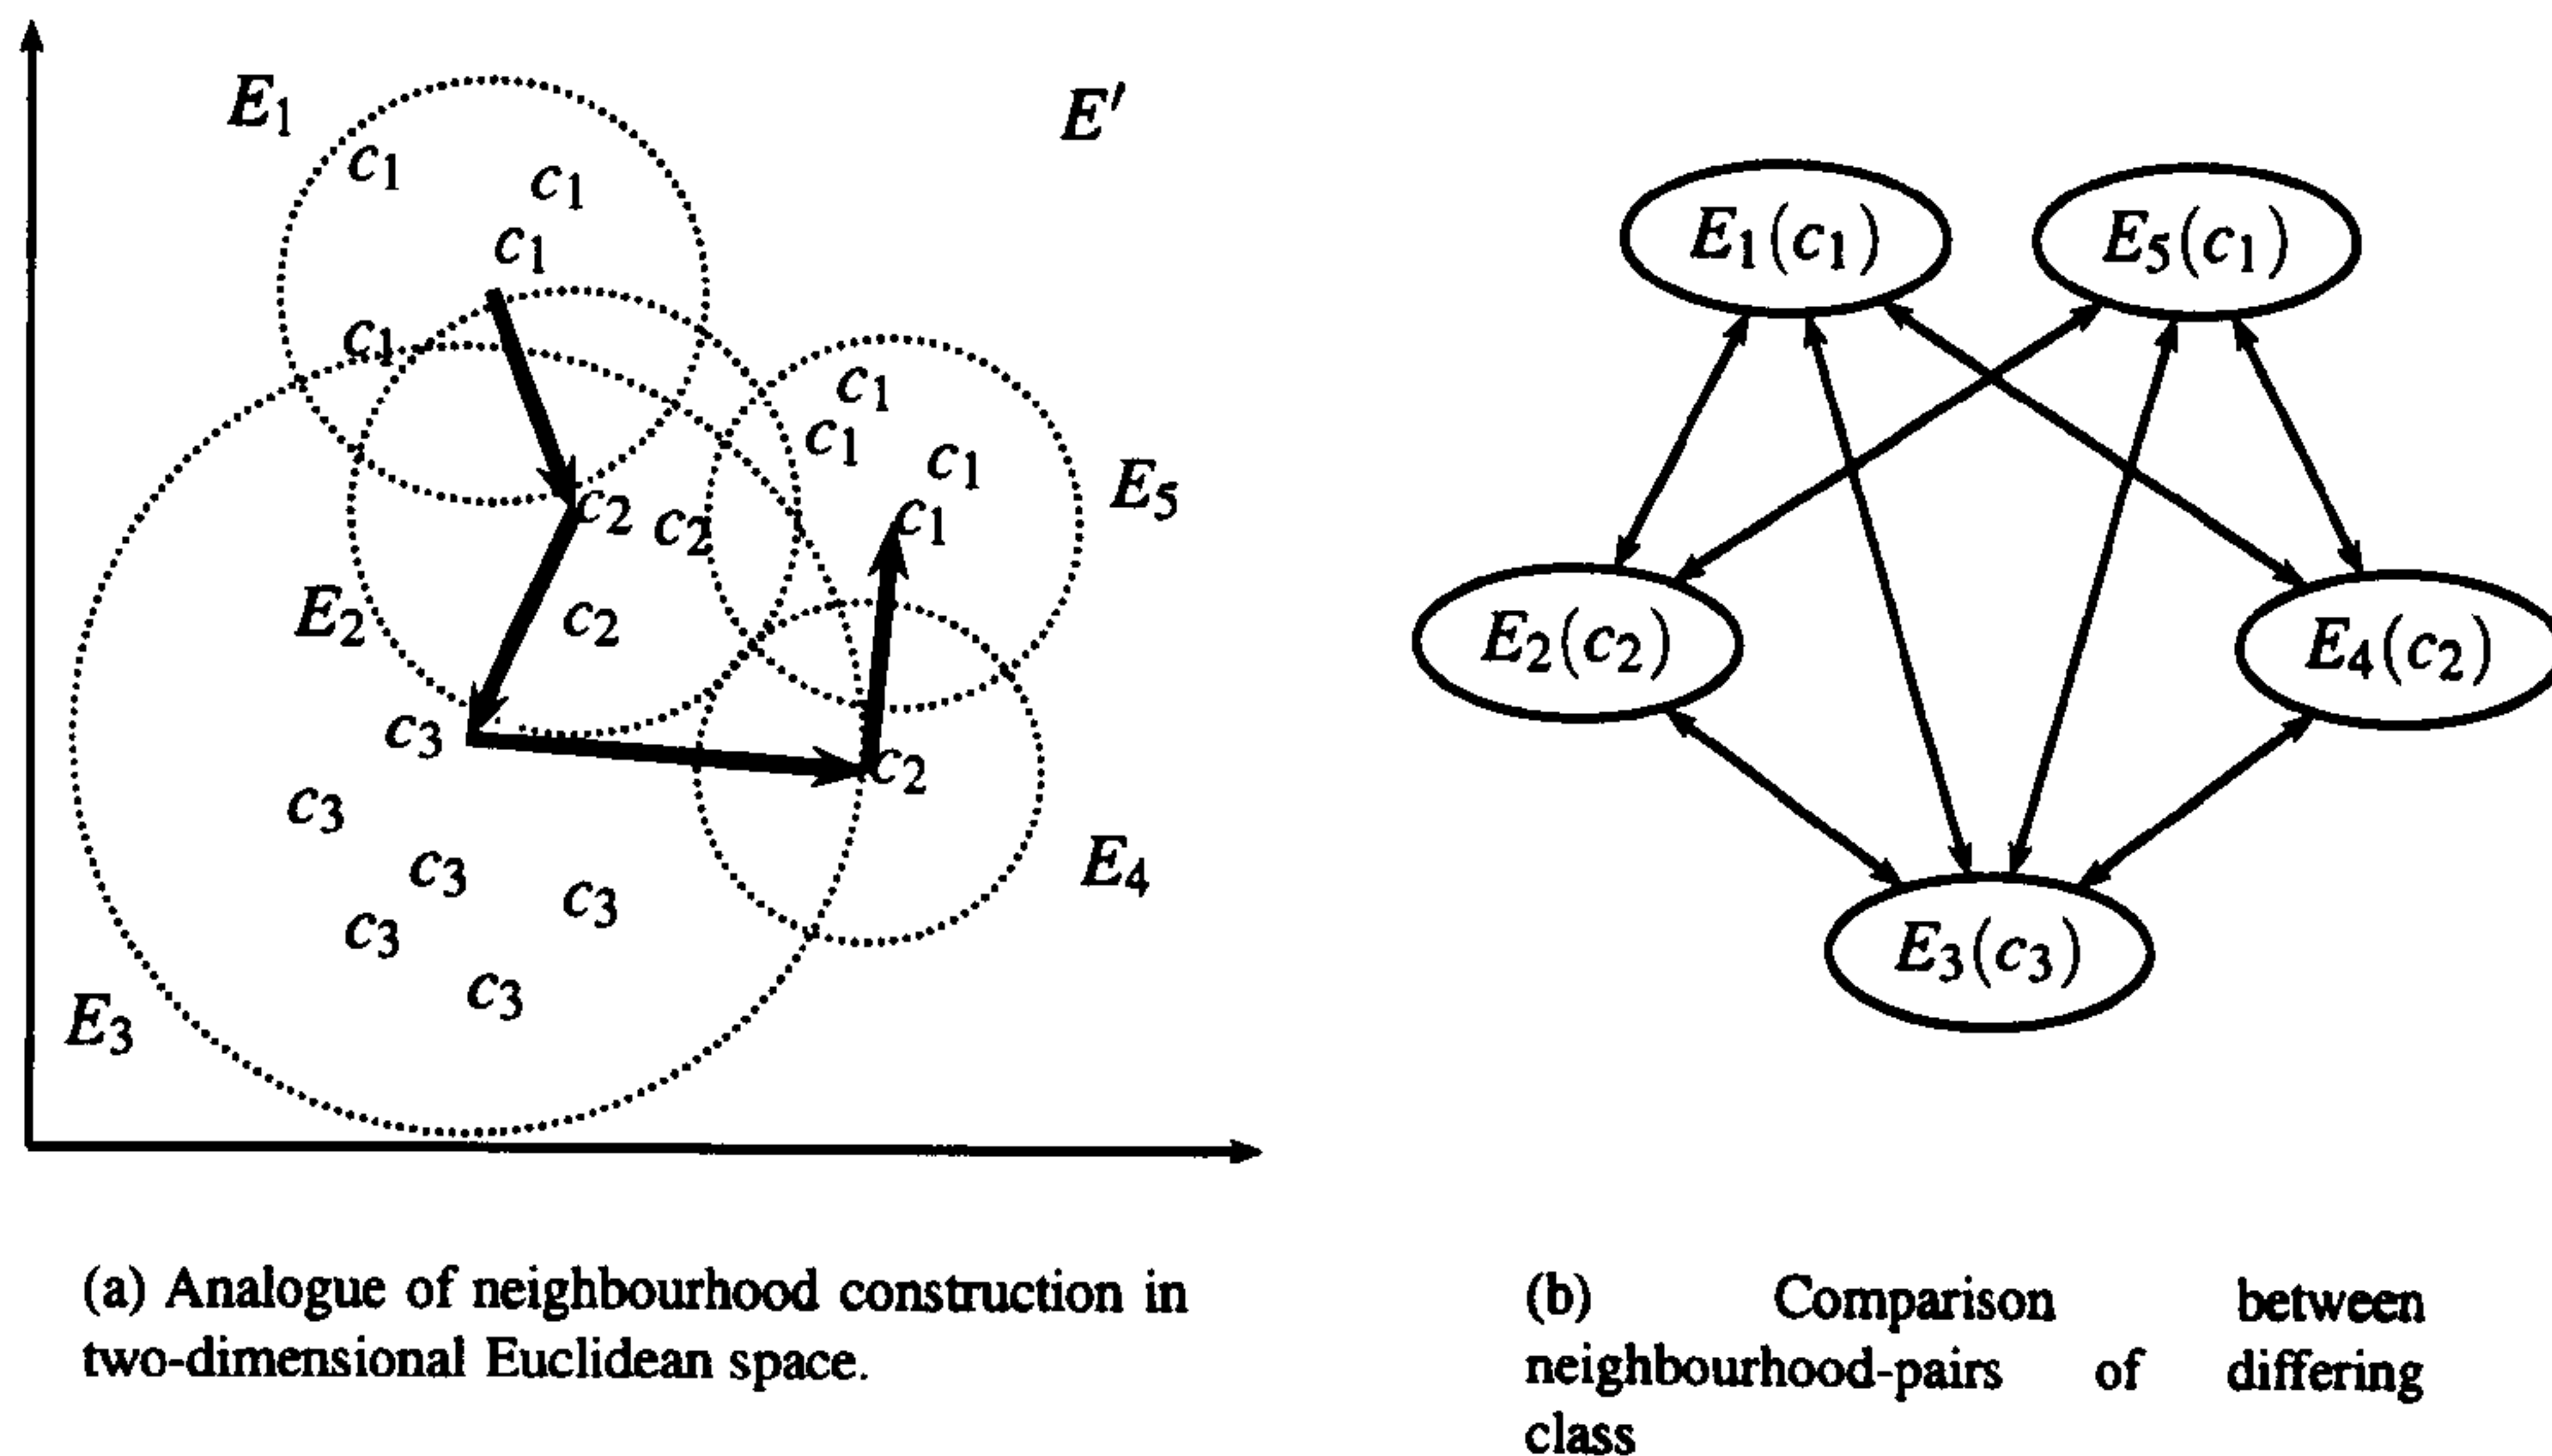 E₁
E′
c₁
c₁
c₁
c₁
c₁
c₁
c₁
E₅
c₂
c₂
c₁
E₂
c₂
c₃
c₂
c₃
c₃
c₃
E₄
c₃
c₃
E₃
(a) Analogue of neighbourhood construction in
two-dimensional Euclidean space.
E₁(c₁)
E₅(c₁)
E₂(c₂)
E₄(c₂)
E₃(c₃)
(b) Comparison between
neighbourhood-pairs of differing
class